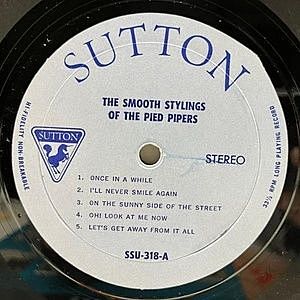 SUTTON
THE SMOOTH STYLINGS
OF THE PIED PIPERS
HI-FIDELITY NON-BREAKABLE
33⅓ RPM LONG PLAYING RECORD
SUTTON
STEREO
1. ONCE IN A WHILE
2. I'LL NEVER SMILE AGAIN
3. ON THE SUNNY SIDE OF THE STREET
4. OH! LOOK AT ME NOW
5. LET'S GET AWAY FROM IT ALL
SSU-318-A